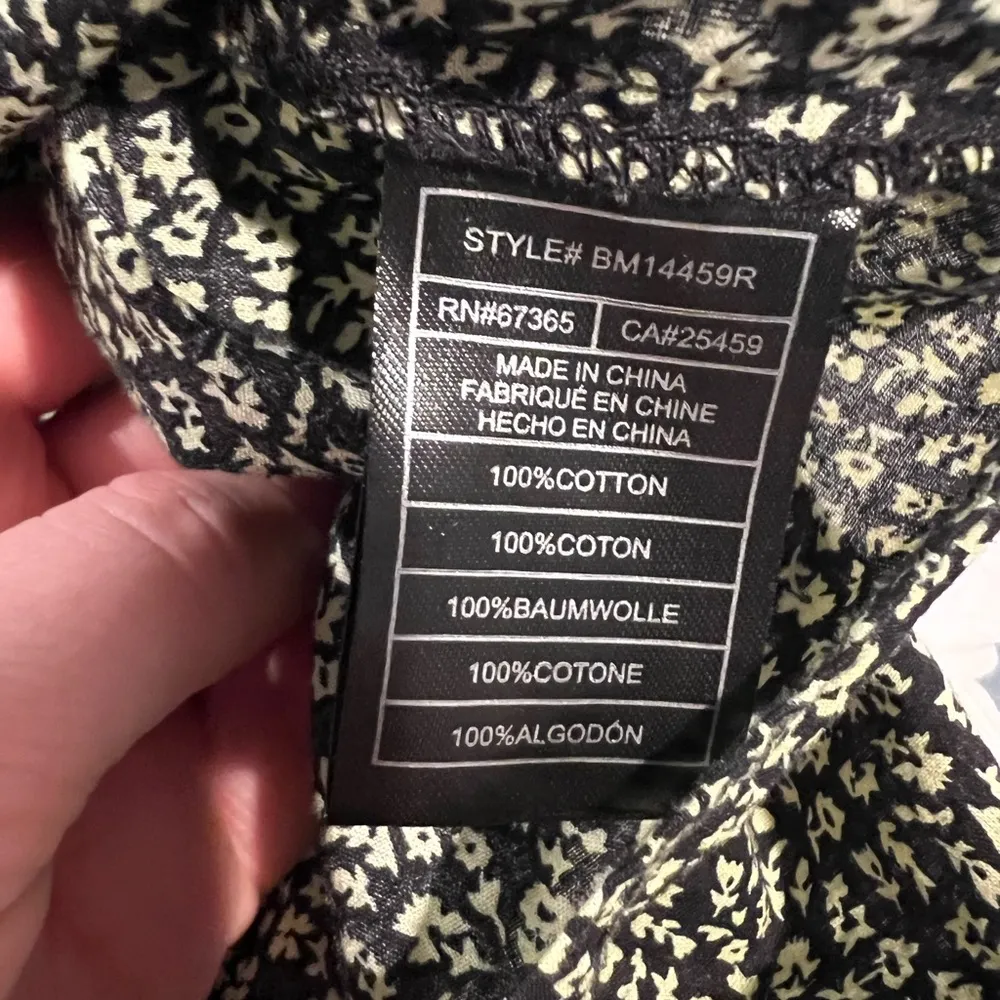 STYLE# BM14459R
RN#67365 CA#25459
MADE IN CHINA
FABRIQUÉ EN CHINE
HECHO EN CHINA
100%COTTON
100%COTON
100%BAUMWOLLE
100%COTONE
100%ALGODÓN